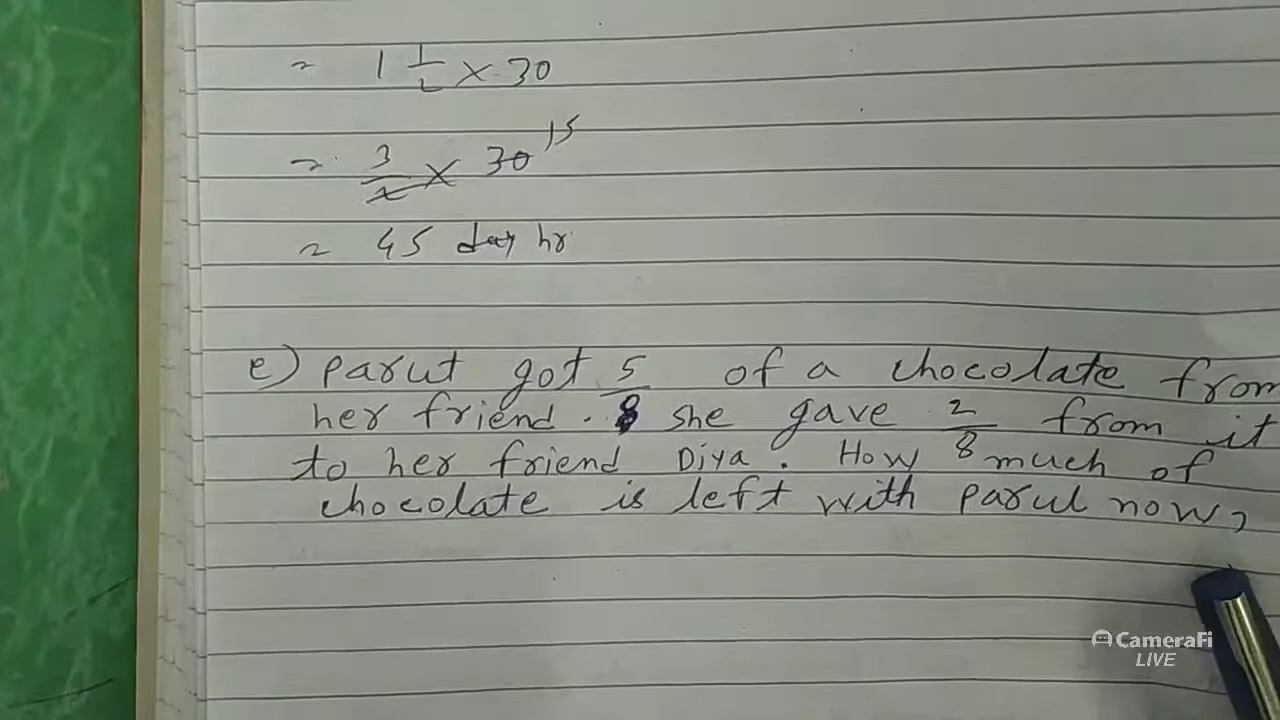 = 1 1/2 × 30
= 3/2 × 30 15
= 45 day hr
e) parut got 5/8 of a chocolate from
her friend. she gave 2/8 from it
to her friend Diya. How much of
chocolate is left with parul now,
CameraFi
LIVE